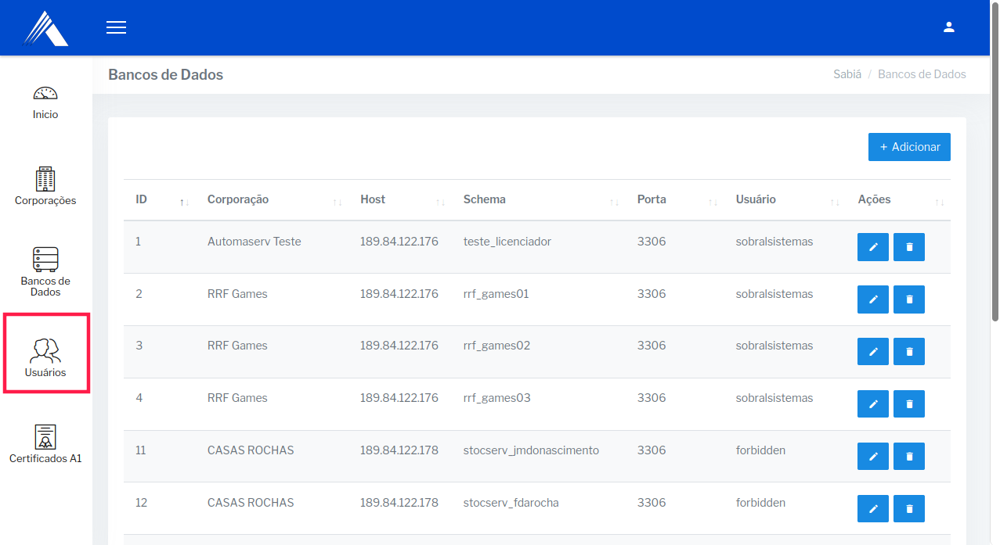 Bancos de Dados
Sabiá / Bancos de Dados
Inicio
Corporações
Bancos de
Dados
Usuários
Certificados A1
+ Adicionar
ID ↑↓ Corporação ↑↓ Host ↑↓ Schema ↑↓ Porta ↑↓ Usuário ↑↓ Ações ↑↓
1 Automaserv Teste 189.84.122.176 teste_licenciador 3306 sobralsistemas
2 RRF Games 189.84.122.176 rrf_games01 3306 sobralsistemas
3 RRF Games 189.84.122.176 rrf_games02 3306 sobralsistemas
4 RRF Games 189.84.122.176 rrf_games03 3306 sobralsistemas
11 CASAS ROCHAS 189.84.122.178 stocserv_jmdonascimento 3306 forbidden
12 CASAS ROCHAS 189.84.122.178 stocserv_fdarocha 3306 forbidden